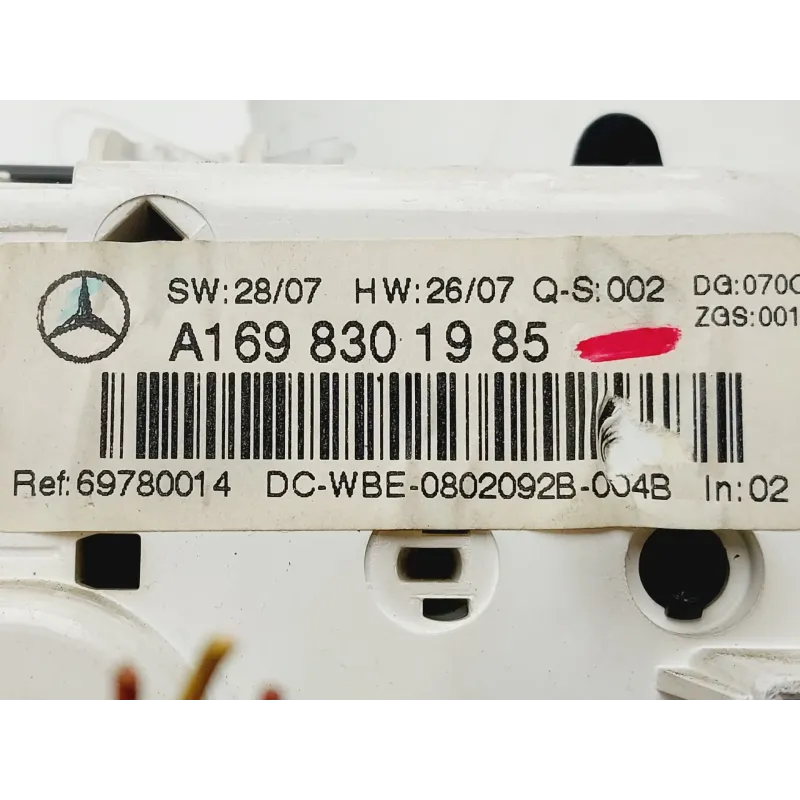 SW:28/07 HW:26/07 Q-S:002 DG:070
ZGS:001
A169 830 19 85
Ref:69780014 DC-WBE-0802092B-004B In:02